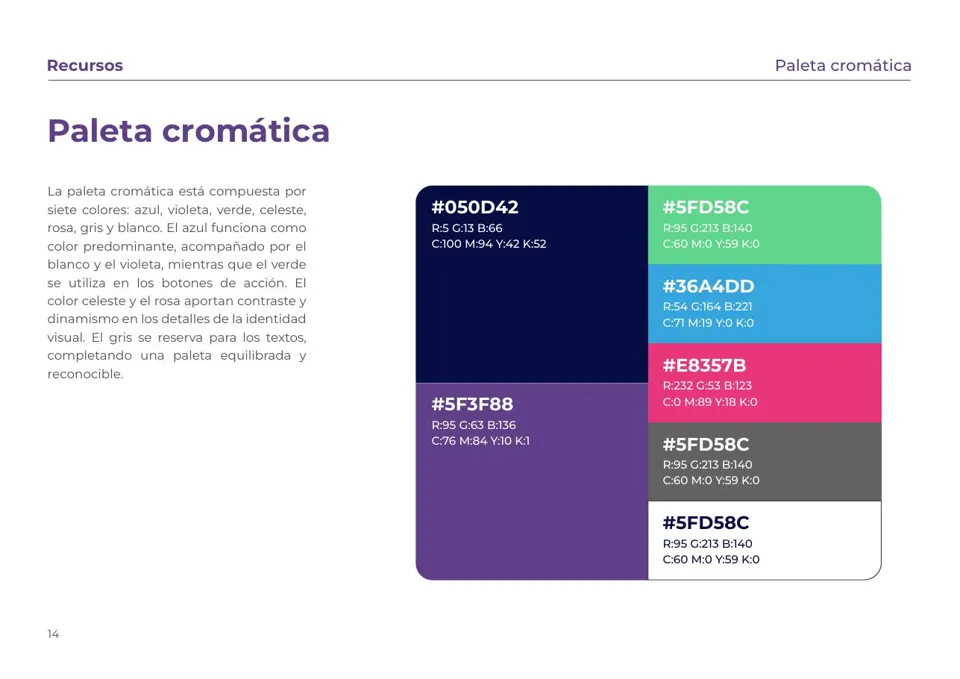 Recursos
Paleta cromática
Paleta cromática
La paleta cromática está compuesta por
siete colores: azul, violeta, verde, celeste,
rosa, gris y blanco. El azul funciona como
color predominante, acompañado por el
blanco y el violeta, mientras que el verde
se utiliza en los botones de acción. El
color celeste y el rosa aportan contraste y
dinamismo en los detalles de la identidad
visual. El gris se reserva para los textos,
completando una paleta equilibrada y
reconocible.
#050D42
R:5 G:13 B:66
C:100 M:94 Y:42 K:52
#5F3F88
R:95 G:63 B:136
C:76 M:84 Y:10 K:1
#5FD58C
R:95 G:213 B:140
C:60 M:0 Y:59 K:0
#36A4DD
R:54 G:164 B:221
C:71 M:19 Y:0 K:0
#E8357B
R:232 G:53 B:123
C:0 M:89 Y:18 K:0
#5FD58C
R:95 G:213 B:140
C:60 M:0 Y:59 K:0
#5FD58C
R:95 G:213 B:140
C:60 M:0 Y:59 K:0
14